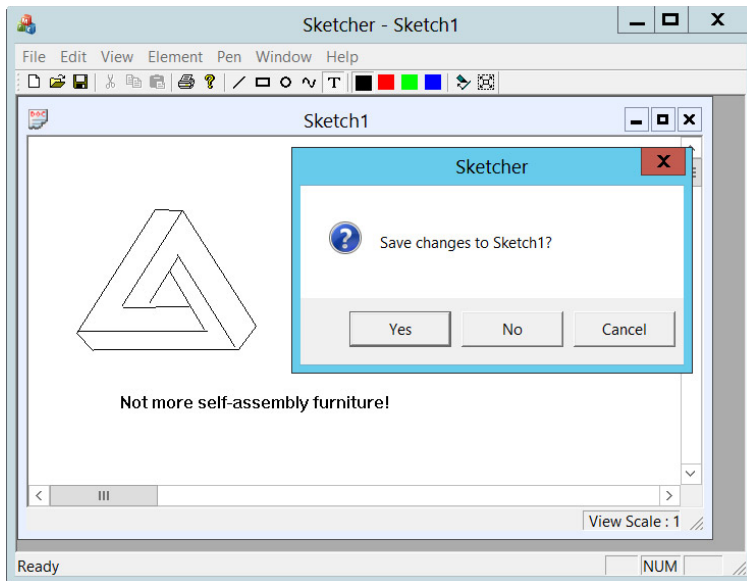 Sketcher - Sketch1
File Edit View Element Pen Window Help
T
Sketch1
Sketcher
Save changes to Sketch1?
Yes No Cancel
Not more self-assembly furniture!
View Scale : 1
Ready NUM